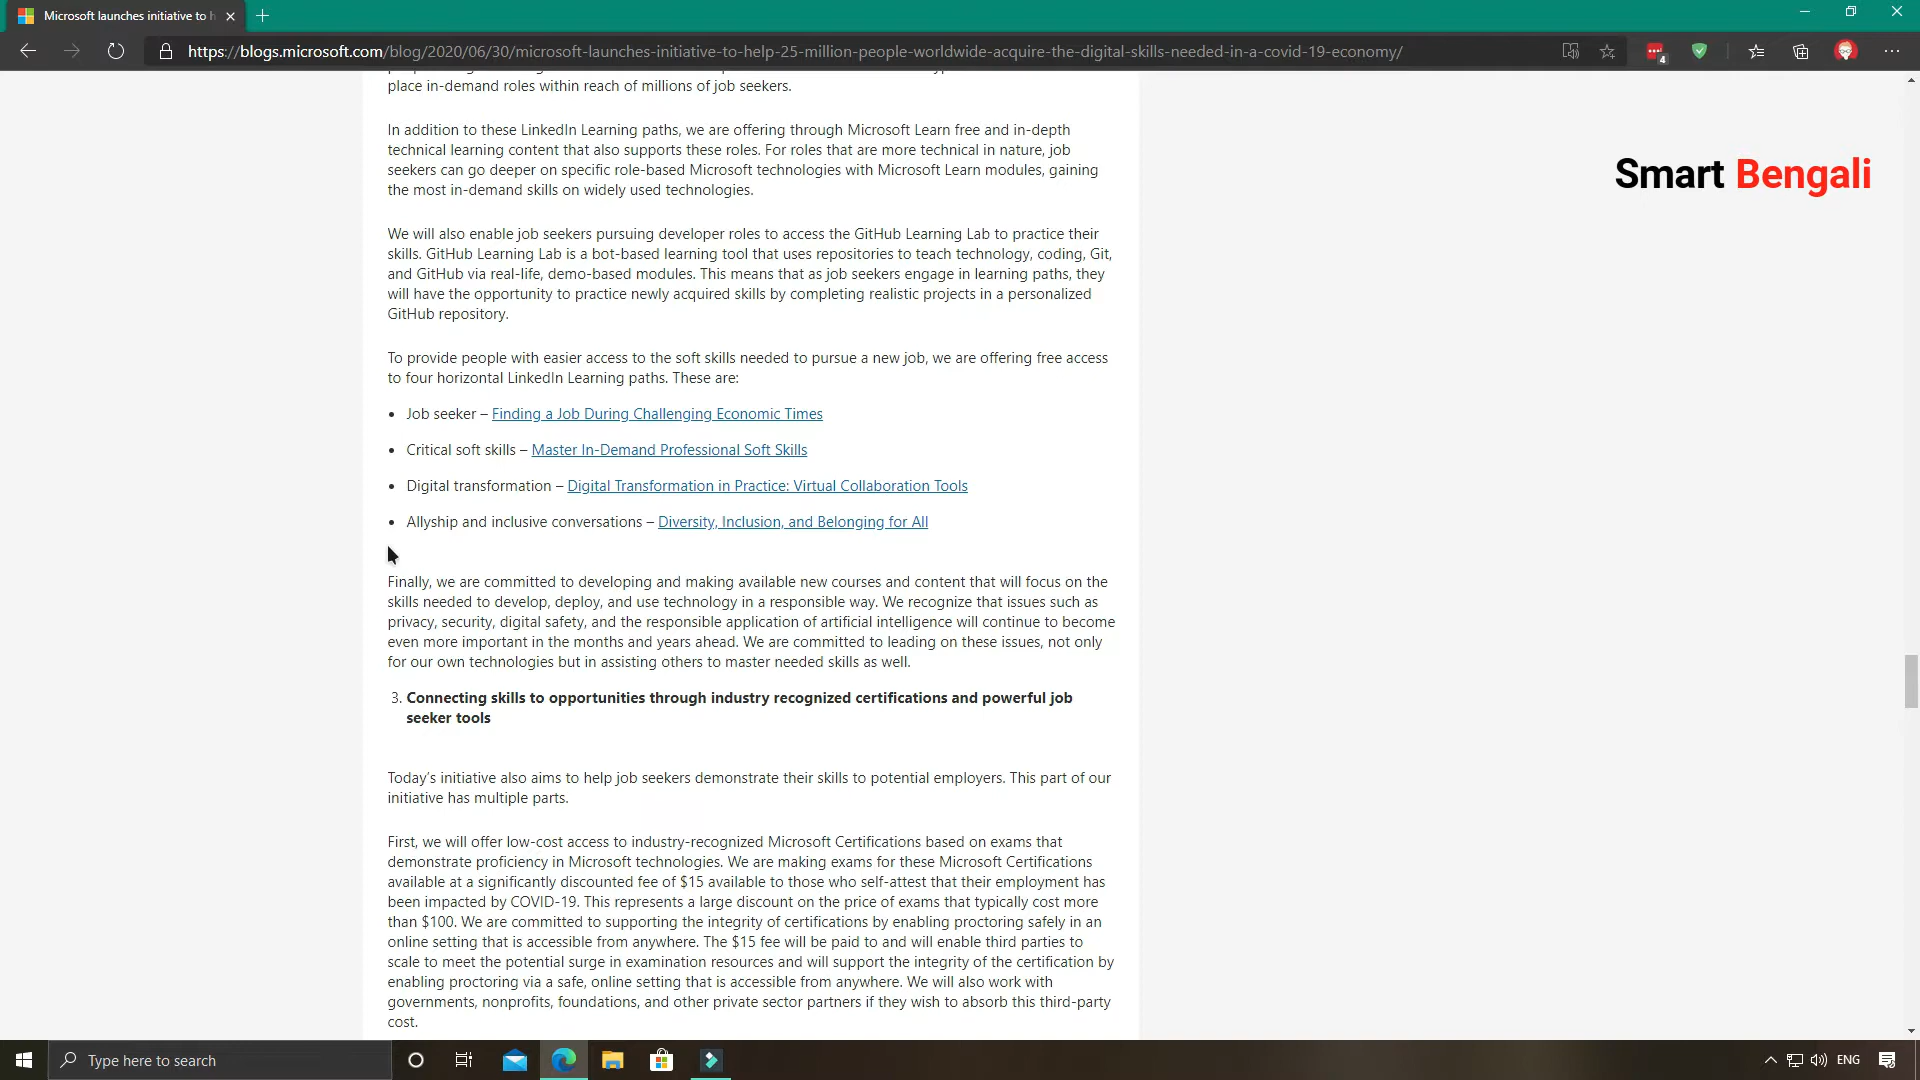 Microsoft launches initiative to h
https://blogs.microsoft.com/blog/2020/06/30/microsoft-launches-initiative-to-help-25-million-people-worldwide-acquire-the-digital-skills-needed-in-a-covid-19-economy/
4
place in-demand roles within reach of millions of job seekers.
Smart Bengali
In addition to these LinkedIn Learning paths, we are offering through Microsoft Learn free and in-depth
technical learning content that also supports these roles. For roles that are more technical in nature, job
seekers can go deeper on specific role-based Microsoft technologies with Microsoft Learn modules, gaining
the most in-demand skills on widely used technologies.
We will also enable job seekers pursuing developer roles to access the GitHub Learning Lab to practice their
skills. GitHub Learning Lab is a bot-based learning tool that uses repositories to teach technology, coding, Git,
and GitHub via real-life, demo-based modules. This means that as job seekers engage in learning paths, they
will have the opportunity to practice newly acquired skills by completing realistic projects in a personalized
GitHub repository.
To provide people with easier access to the soft skills needed to pursue a new job, we are offering free access
to four horizontal LinkedIn Learning paths. These are:
• Job seeker – Finding a Job During Challenging Economic Times
• Critical soft skills – Master In-Demand Professional Soft Skills
• Digital transformation – Digital Transformation in Practice: Virtual Collaboration Tools
• Allyship and inclusive conversations – Diversity, Inclusion, and Belonging for All
Finally, we are committed to developing and making available new courses and content that will focus on the
skills needed to develop, deploy, and use technology in a responsible way. We recognize that issues such as
privacy, security, digital safety, and the responsible application of artificial intelligence will continue to become
even more important in the months and years ahead. We are committed to leading on these issues, not only
for our own technologies but in assisting others to master needed skills as well.
3. Connecting skills to opportunities through industry recognized certifications and powerful job
seeker tools
Today's initiative also aims to help job seekers demonstrate their skills to potential employers. This part of our
initiative has multiple parts.
First, we will offer low-cost access to industry-recognized Microsoft Certifications based on exams that
demonstrate proficiency in Microsoft technologies. We are making exams for these Microsoft Certifications
available at a significantly discounted fee of $15 available to those who self-attest that their employment has
been impacted by COVID-19. This represents a large discount on the price of exams that typically cost more
than $100. We are committed to supporting the integrity of certifications by enabling proctoring safely in an
online setting that is accessible from anywhere. The $15 fee will be paid to and will enable third parties to
scale to meet the potential surge in examination resources and will support the integrity of the certification by
enabling proctoring via a safe, online setting that is accessible from anywhere. We will also work with
governments, nonprofits, foundations, and other private sector partners if they wish to absorb this third-party
cost.
Type here to search
ENG